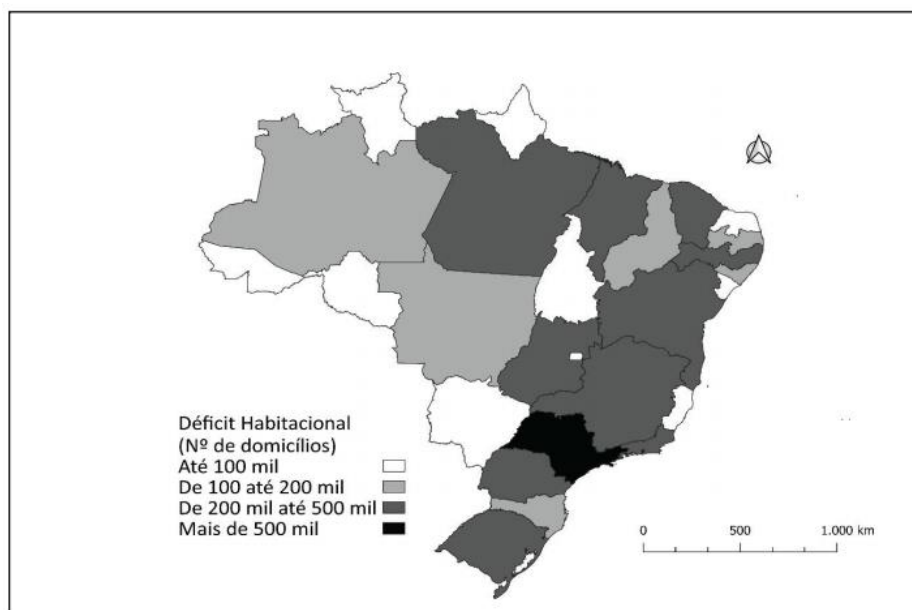 Déficit Habitacional
(Nº de domicílios)
Até 100 mil
De 100 até 200 mil
De 200 mil até 500 mil
Mais de 500 mil
0 500 1.000 km